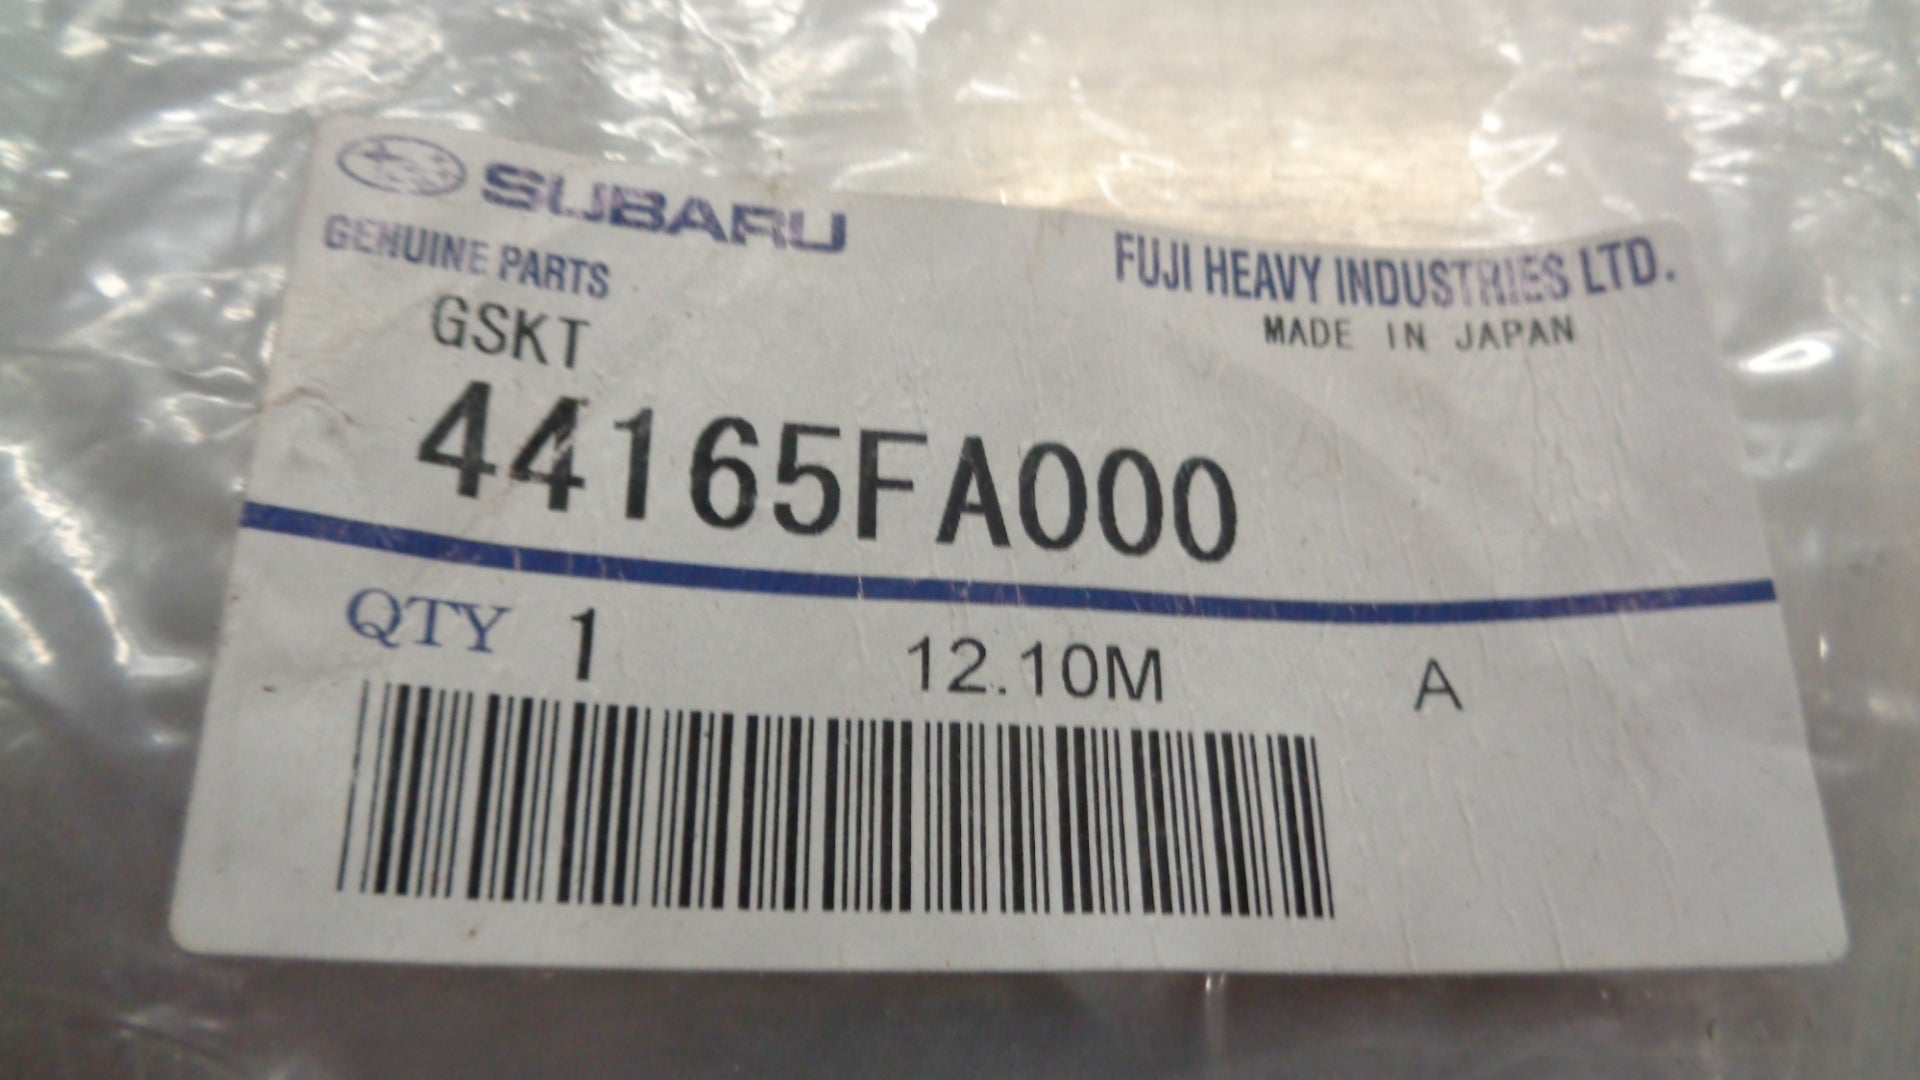 SUBARU
GENUINE PARTS
FUJI HEAVY INDUSTRIES LTD.
GSKT
MADE IN JAPAN
44165FA000
QTY 1 12.10M A